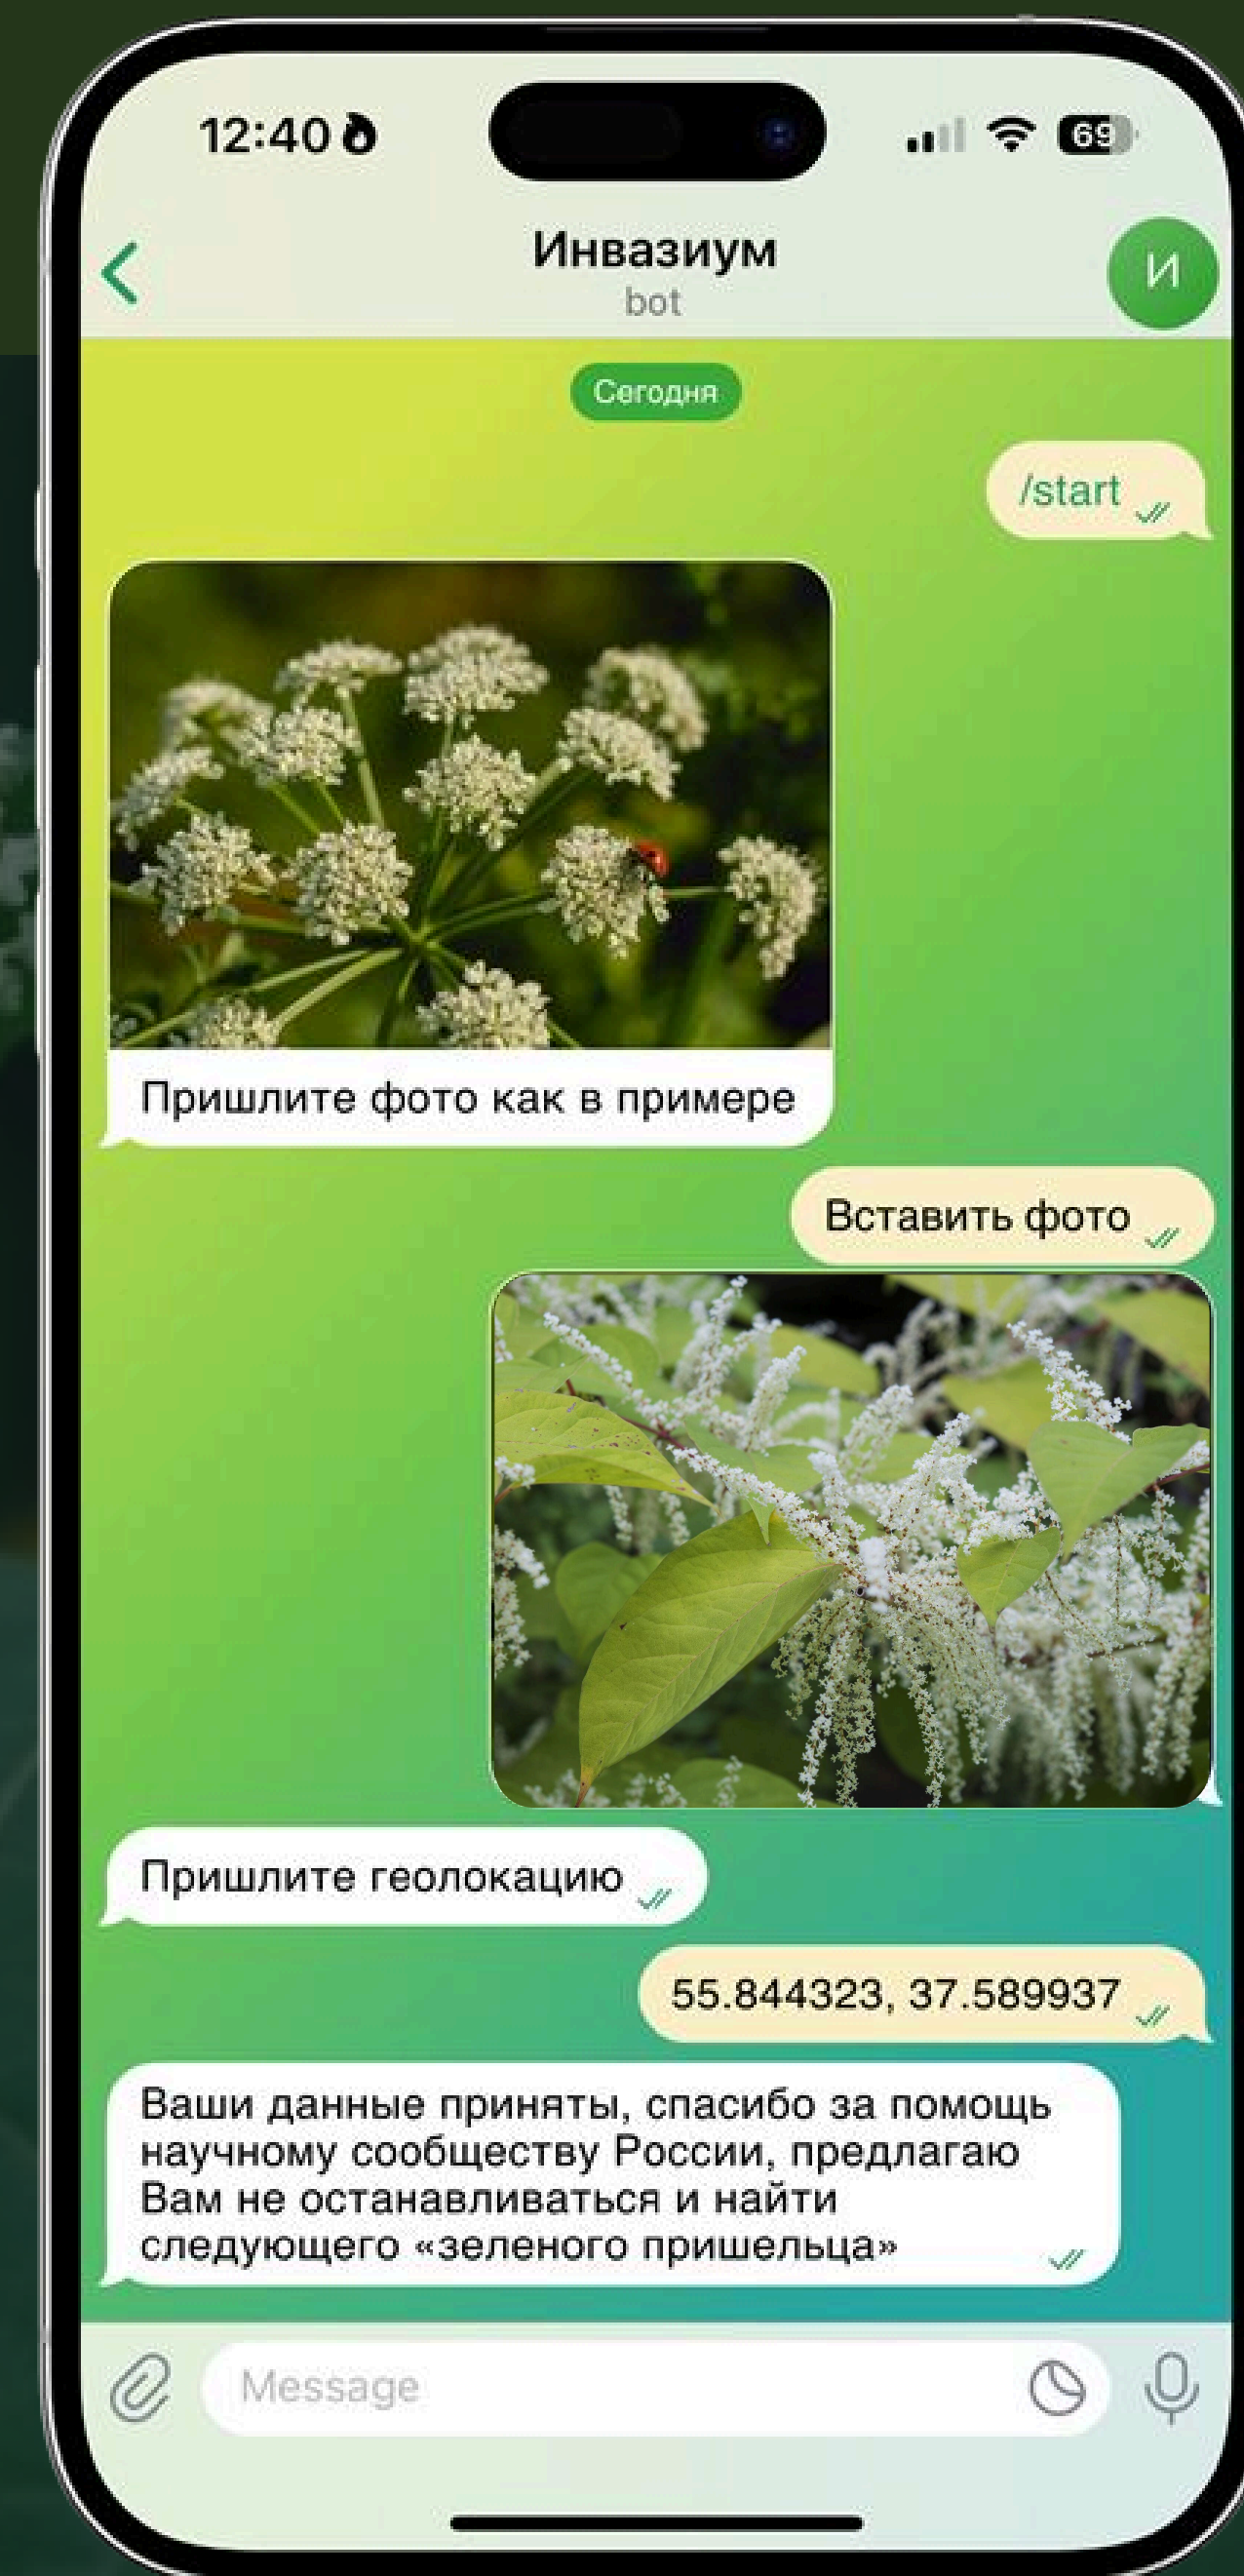 12:40
69
Инвазиум
bot
И
Сегодня
/start
Пришлите фото как в примере
Вставить фото
Пришлите геолокацию
55.844323, 37.589937
Ваши данные приняты, спасибо за помощь
научному сообществу России, предлагаю
Вам не останавливаться и найти
следующего «зеленого пришельца»
Message